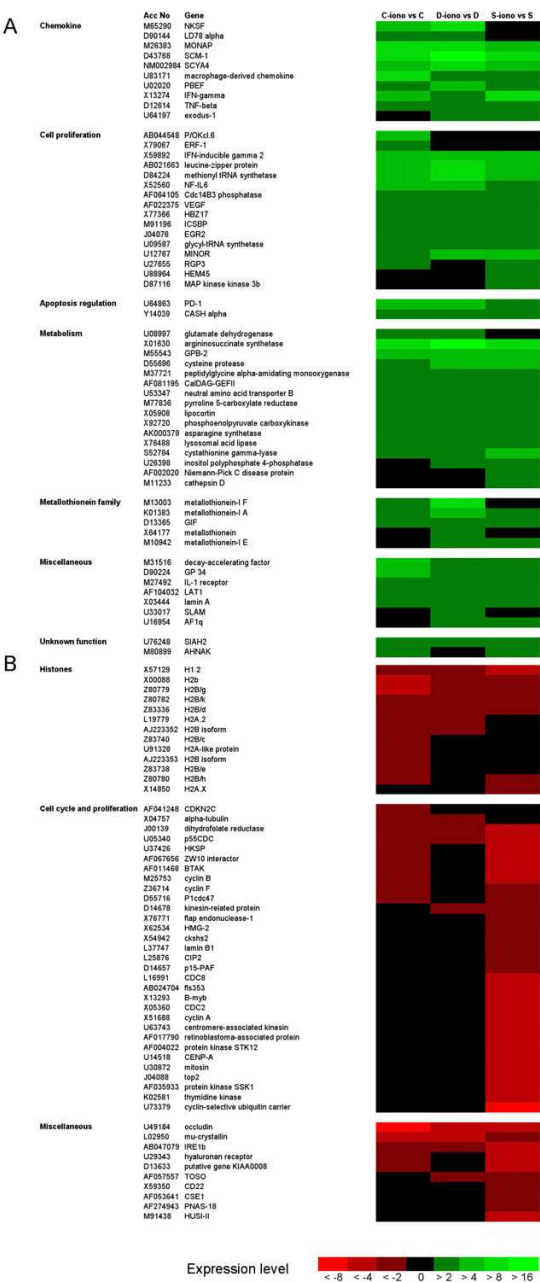 A
Acc No Gene C-iono vs C D-iono vs D S-iono vs S
Chemokine M65290 NKSF
D90144 LD78 alpha
M26383 MONAP
D43768 SCM-1
NM002984 SCYA4
U83171 macrophage-derived chemokine
U02020 PBEF
X13274 IFN-gamma
D12614 TNF-beta
U64197 exodus-1
Cell proliferation AB044548 P/OKcl.6
X79067 ERF-1
X59892 IFN-inducible gamma 2
AB021663 leucine-zipper protein
D84224 methionyl tRNA synthetase
X52560 NF-IL6
AF064105 Cdc14B3 phosphatase
AF022375 VEGF
X77366 HBZ17
M91196 ICSBP
J04076 EGR2
U09587 glycyl-tRNA synthetase
U12767 MINOR
U27655 RGP3
U88964 HEM45
D87116 MAP kinase kinase 3b
Apoptosis regulation U64863 PD-1
Y14039 CASH alpha
Metabolism U08997 glutamate dehydrogenase
X01630 argininosuccinate synthetase
M55543 GPB-2
D55696 cysteine protease
M37721 peptidylglycine alpha-amidating monooxygenase
AF081195 CalDAG-GEFII
U53347 neutral amino acid transporter B
M77836 pyrroline 5-carboxylate reductase
X05908 lipocortin
X92720 phosphoenolpyruvate carboxykinase
AK000379 asparagine synthetase
X76488 lysosomal acid lipase
S52784 cystathionine gamma-lyase
U26398 inositol polyphosphate 4-phosphatase
AF002020 Niemann-Pick C disease protein
M11233 cathepsin D
Metallothionein family M13003 metallothionein-I F
K01383 metallothionein-I A
D13365 GIF
X64177 metallothionein
M10942 metallothionein-I E
Miscellaneous M31516 decay-accelerating factor
D90224 GP 34
M27492 IL-1 receptor
AF104032 LAT1
X03444 lamin A
U33017 SLAM
U16954 AF1q
Unknown function U76248 SIAH2
M80899 AHNAK
B
Histones X57129 H1.2
X00088 H2b
Z80779 H2B/g
Z80782 H2B/k
Z83336 H2B/d
L19779 H2A.2
AJ223352 H2B isoform
Z83740 H2B/c
U91328 H2A-like protein
AJ223353 H2B isoform
Z83738 H2B/e
Z80780 H2B/h
X14850 H2A.X
Cell cycle and proliferation AF041248 CDKN2C
X04757 alpha-tubulin
J00139 dihydrofolate reductase
U05340 p55CDC
U37426 HKSP
AF067656 ZW10 interactor
AF011468 BTAK
M25753 cyclin B
Z36714 cyclin F
D55716 P1cdc47
D14678 kinesin-related protein
X76771 flap endonuclease-1
X62534 HMG-2
X54942 ckshs2
L37747 lamin B1
L25876 CIP2
D14657 p15-PAF
L16991 CDC8
AB024704 fls353
X13293 B-myb
X05360 CDC2
X51688 cyclin A
U63743 centromere-associated kinesin
AF017790 retinoblastoma-associated protein
AF004022 protein kinase STK12
U14518 CENP-A
U30872 mitosin
J04088 top2
AF035933 protein kinase SSK1
K02581 thymidine kinase
U73379 cyclin-selective ubiquitin carrier
Miscellaneous U49184 occludin
L02950 mu-crystallin
AB047079 IRE1b
U29343 hyaluronan receptor
D13633 putative gene KIAA0008
AF057557 TOSO
X59350 CD22
AF053641 CSE1
AF274943 PNAS-18
M91438 HUSI-II
Expression level < -8 < -4 < -2 0 > 2 > 4 > 8 > 16